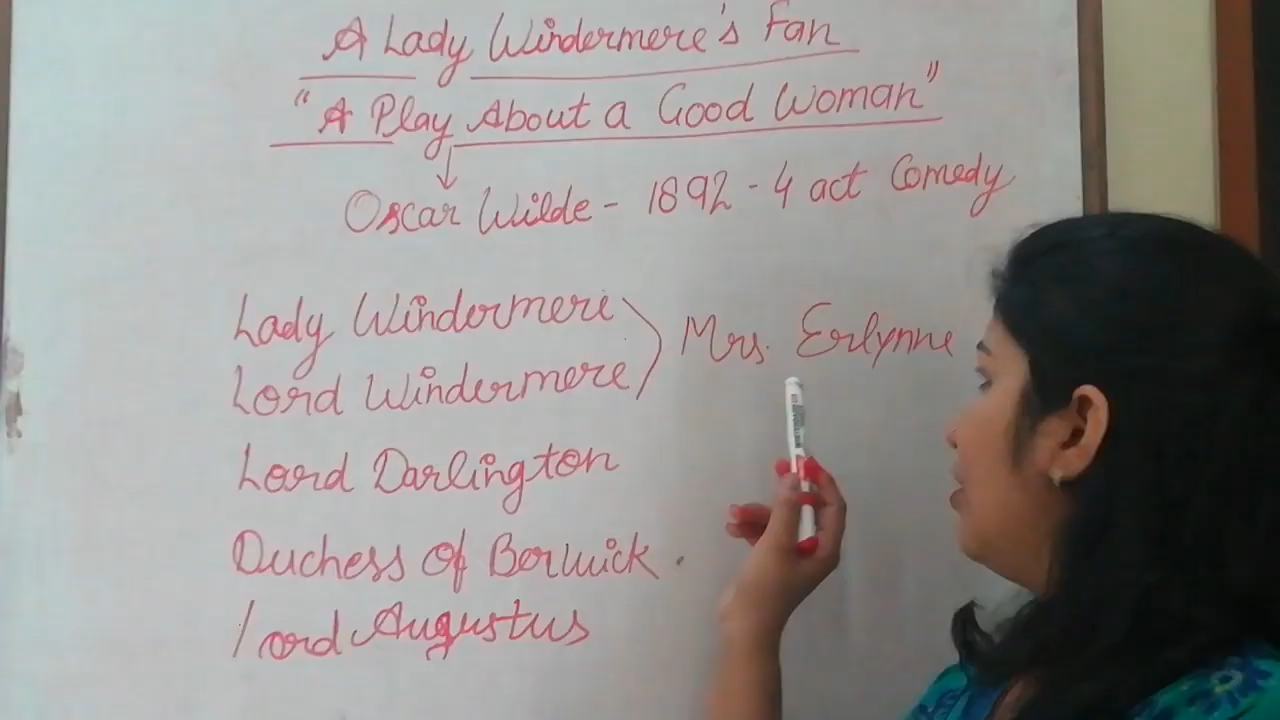 A Lady Windermere's Fan
"A Play About a Good Woman"
Oscar Wilde - 1892 - 4 act Comedy
Lady Windermere
Mrs. Erlynne
Lord Windermere
Lord Darlington
Duchess Of Berwick.
Lord Augustus